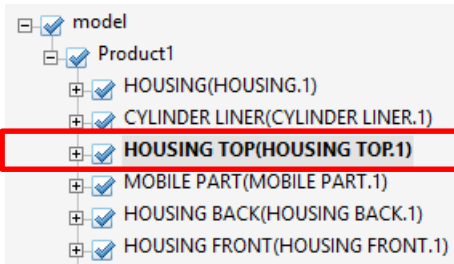 model
Product1
HOUSING(HOUSING.1)
CYLINDER LINER(CYLINDER LINER.1)
HOUSING TOP(HOUSING TOP.1)
MOBILE PART(MOBILE PART.1)
HOUSING BACK(HOUSING BACK.1)
HOUSING FRONT(HOUSING FRONT.1)